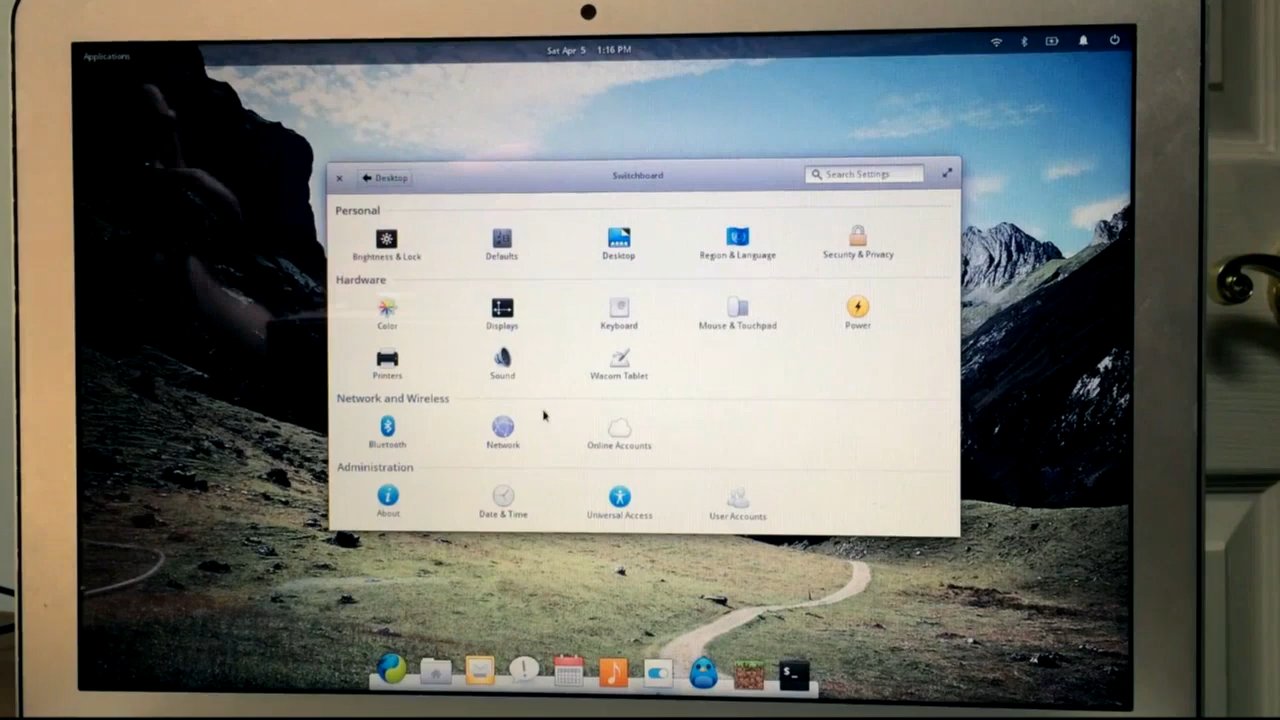 Applications
Sat Apr 5 1:16 PM
Desktop
Switchboard
Search Settings
Personal
Brightness & Lock
Defaults
Desktop
Region & Language
Security & Privacy
Hardware
Color
Displays
Keyboard
Mouse & Touchpad
Power
Printers
Sound
Wacom Tablet
Network and Wireless
Bluetooth
Network
Online Accounts
Administration
About
Date & Time
Universal Access
User Accounts
$_